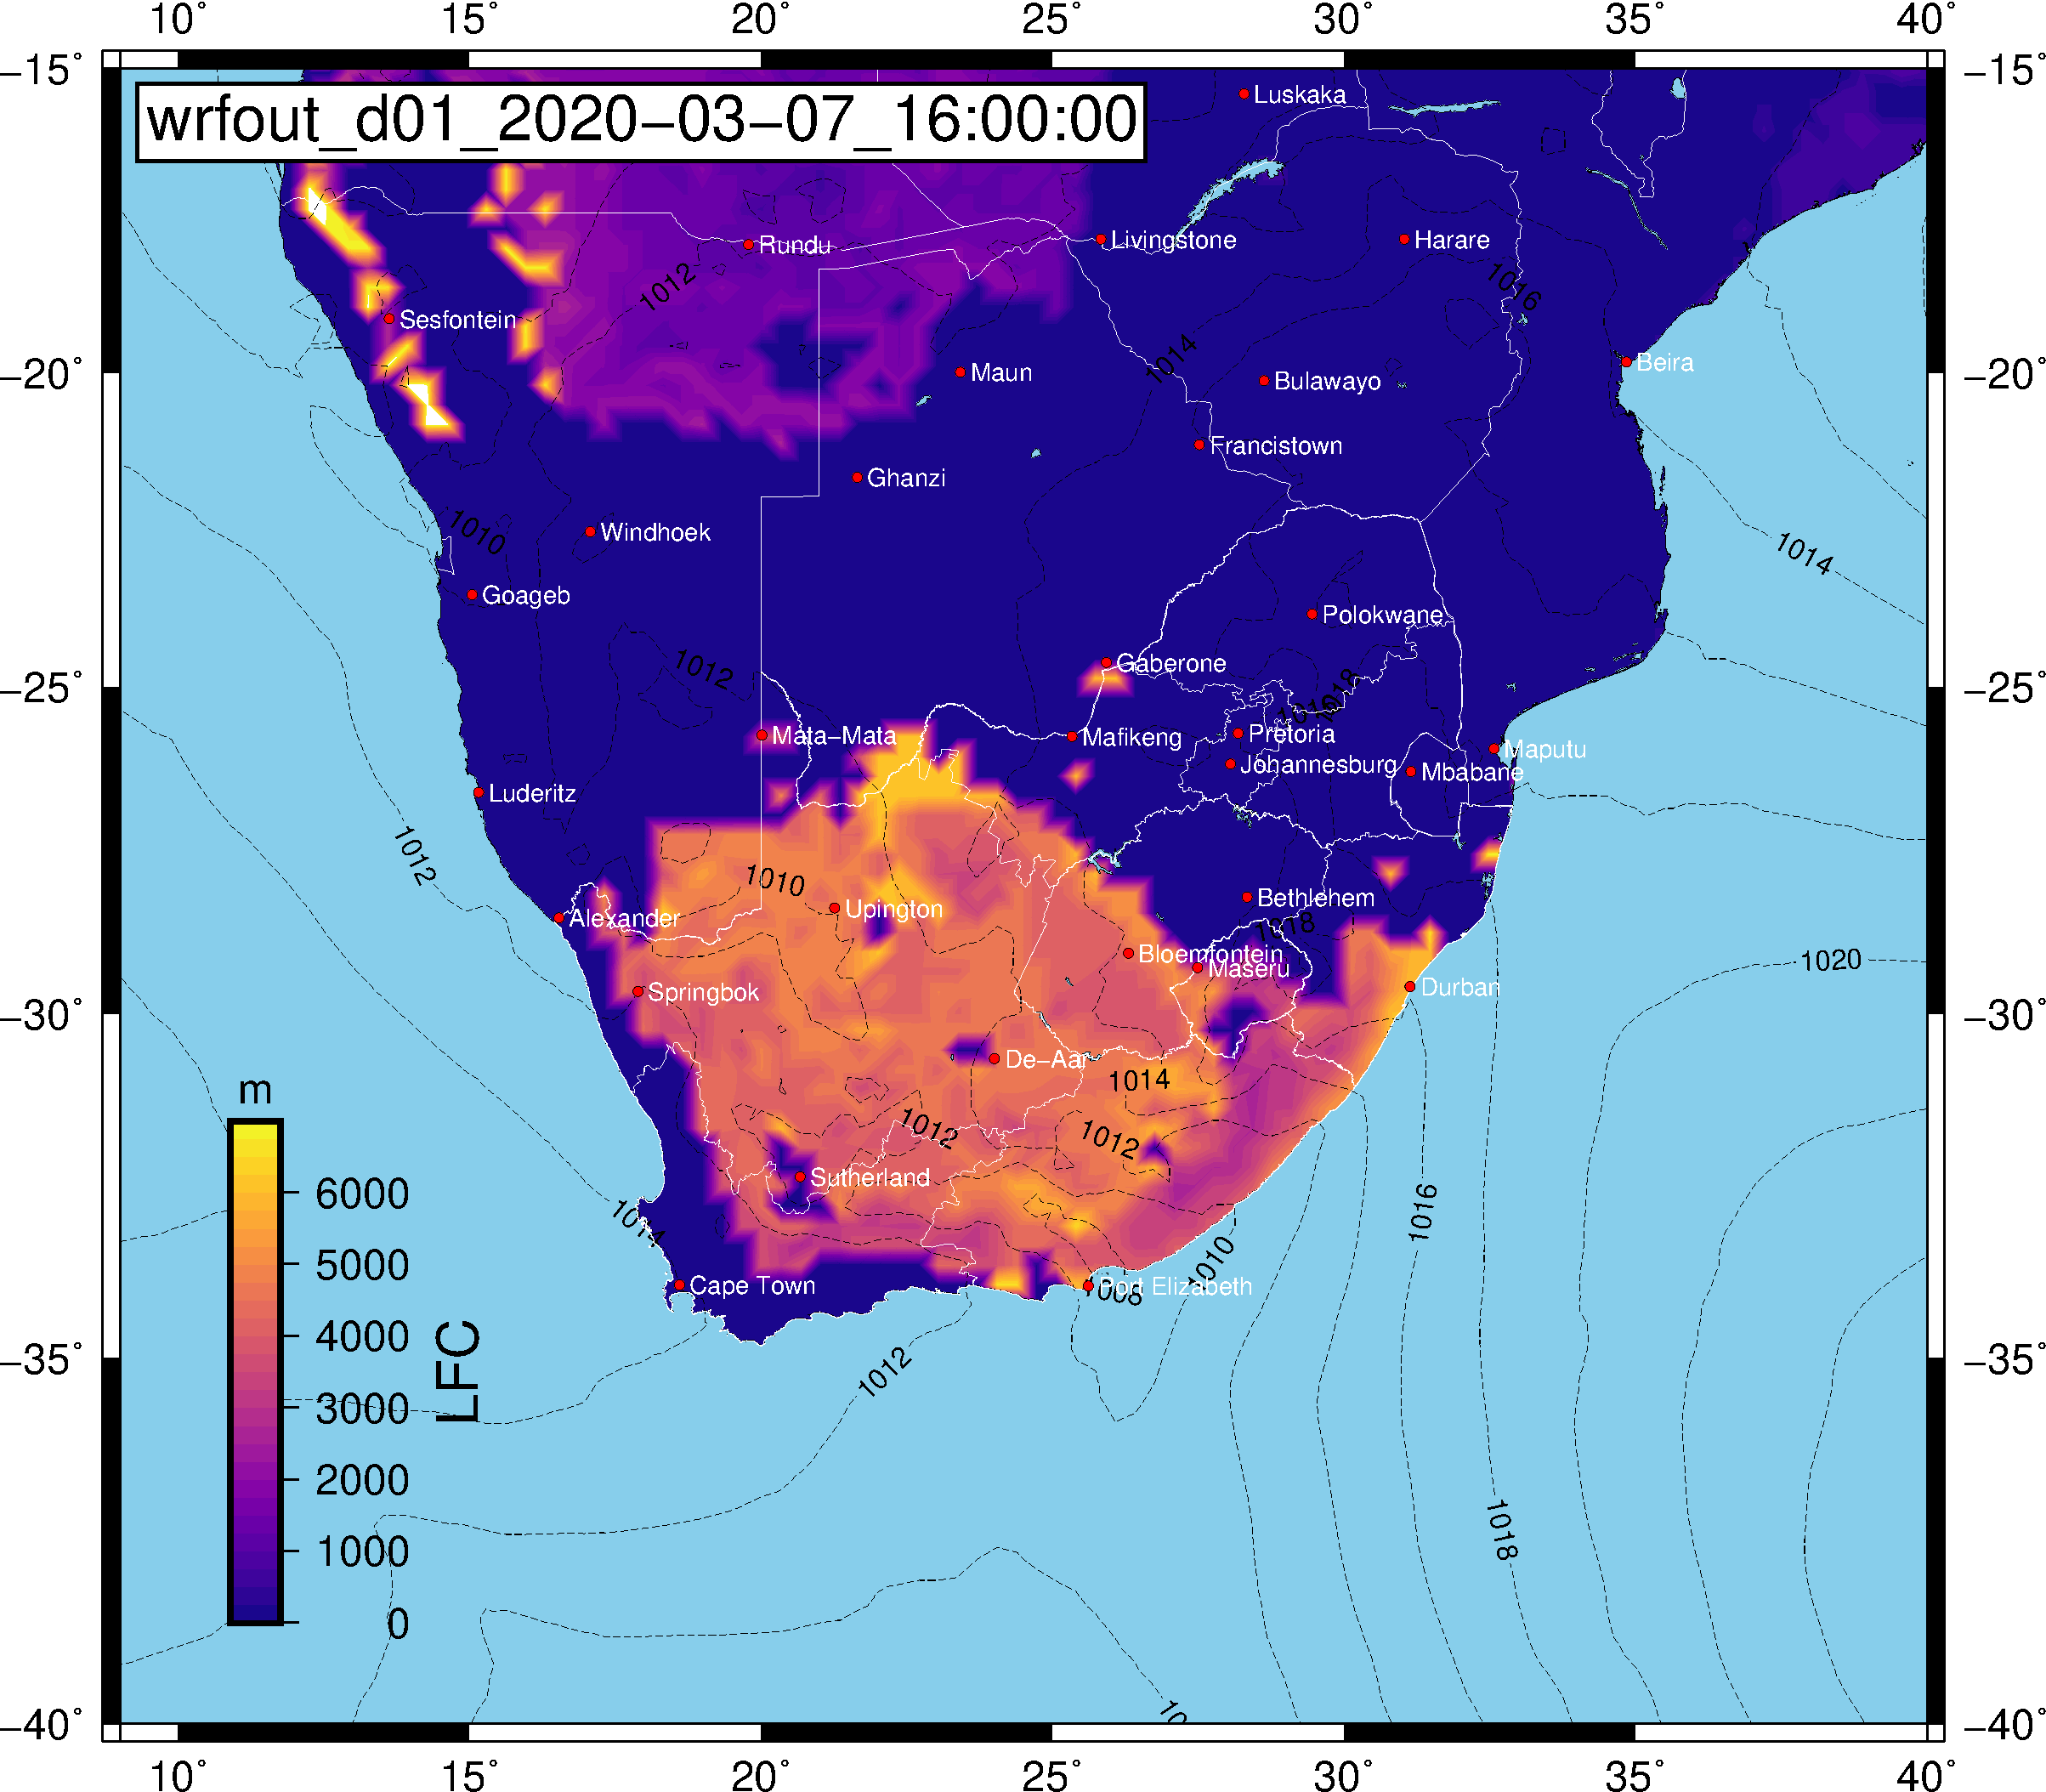 10° 15° 20° 25° 30° 35° 40°
−15° −15°
wrfout_d01_2020−03−07_16:00:00
Luskaka
Rundu
Livingstone
Harare
1012
1016
Sesfontein
1014
Beira
−20° −20°
Maun
Bulawayo
Francistown
Ghanzi
1010
Windhoek
1014
Goageb
Polokwane
1012
Gaberone
−25° −25°
1018
1016
Mata−Mata
Mafikeng
Pretoria
Maputu
Johannesburg
Mbabane
Luderitz
1012
1010
Bethlehem
Upington
Alexander
1018
Bloemfontein
Maseru
1020
Springbok
Durban
−30° −30°
De−Aar
1014
1012
1012
Sutherland
1016
1014
1010
Cape Town
Port Elizabeth
1008
−35° −35°
1012
1018
m
6000
5000
4000
3000
2000
1000
0
LFC
10
−40° −40°
10° 15° 20° 25° 30° 35° 40°